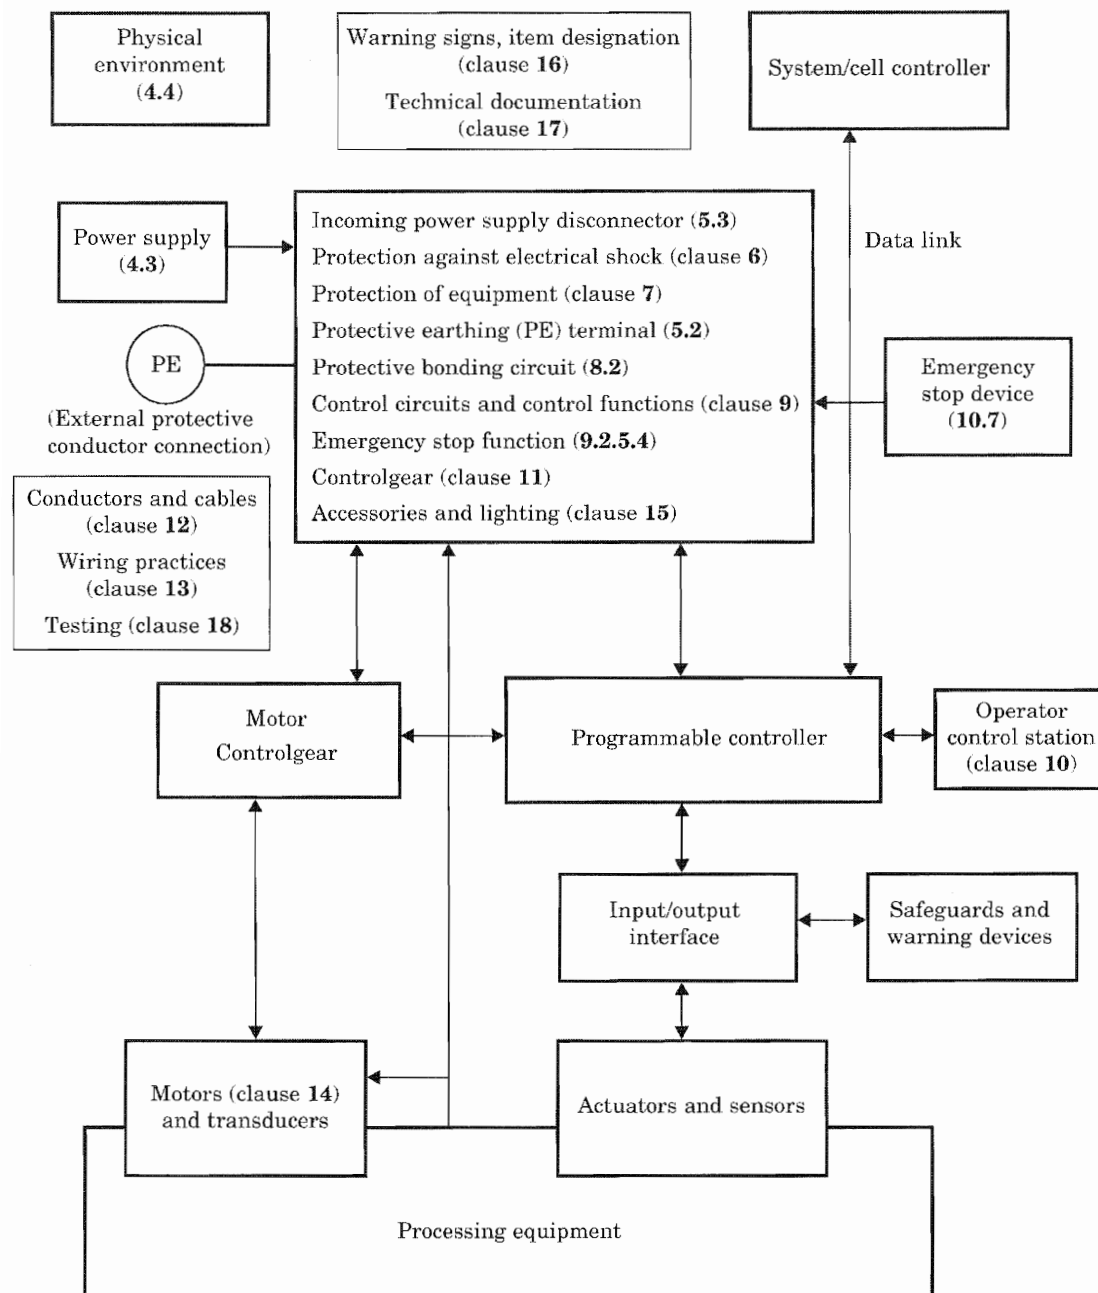 Physical
environment
(4.4)
Warning signs, item designation
(clause 16)
Technical documentation
(clause 17)
System/cell controller
Power supply
(4.3)
Incoming power supply disconnector (5.3)
Protection against electrical shock (clause 6)
Protection of equipment (clause 7)
Protective earthing (PE) terminal (5.2)
Protective bonding circuit (8.2)
Control circuits and control functions (clause 9)
Emergency stop function (9.2.5.4)
Controlgear (clause 11)
Accessories and lighting (clause 15)
Data link
PE
(External protective
conductor connection)
Emergency
stop device
(10.7)
Conductors and cables
(clause 12)
Wiring practices
(clause 13)
Testing (clause 18)
Motor
Controlgear
Programmable controller
Operator
control station
(clause 10)
Input/output
interface
Safeguards and
warning devices
Motors (clause 14)
and transducers
Actuators and sensors
Processing equipment